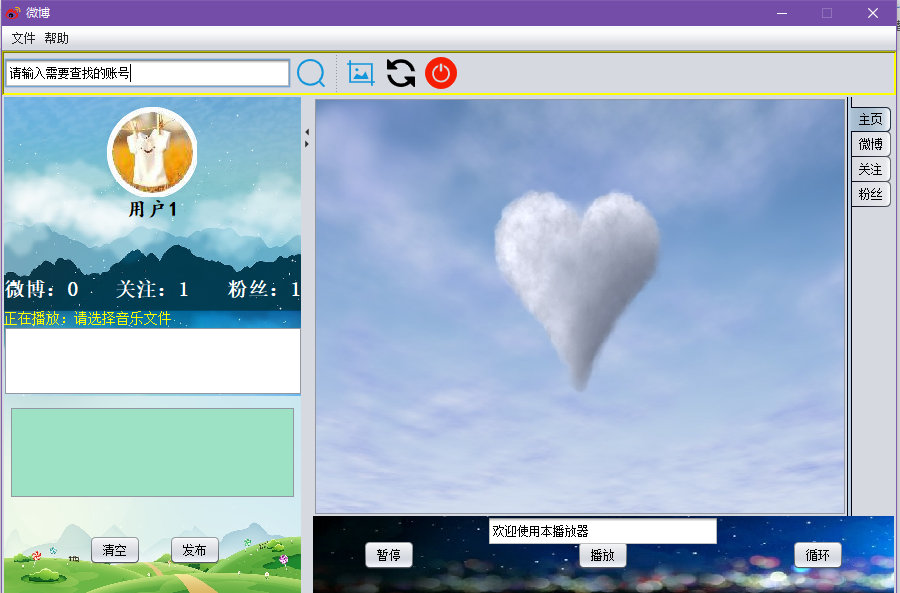 微博
文件 帮助
请输入需要查找的账号
用户1
微博：0 关注：1 粉丝：1
正在播放：请选择音乐文件
清空 发布
主页
微博
关注
粉丝
欢迎使用本播放器
暂停 播放 循环